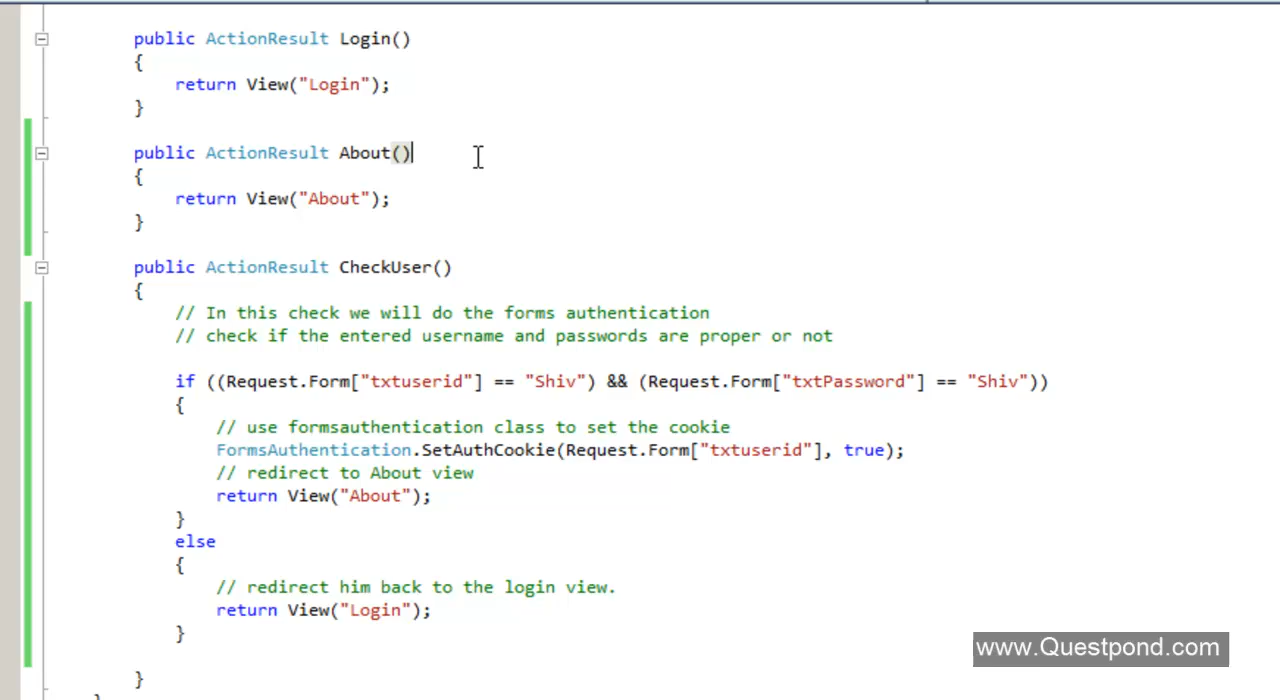 public ActionResult Login()
{
return View("Login");
}
public ActionResult About()
{
return View("About");
}
public ActionResult CheckUser()
{
// In this check we will do the forms authentication
// check if the entered username and passwords are proper or not
if ((Request.Form["txtuserid"] == "Shiv") && (Request.Form["txtPassword"] == "Shiv"))
{
// use formsauthentication class to set the cookie
FormsAuthentication.SetAuthCookie(Request.Form["txtuserid"], true);
// redirect to About view
return View("About");
}
else
{
// redirect him back to the login view.
return View("Login");
}
www.Questpond.com
}